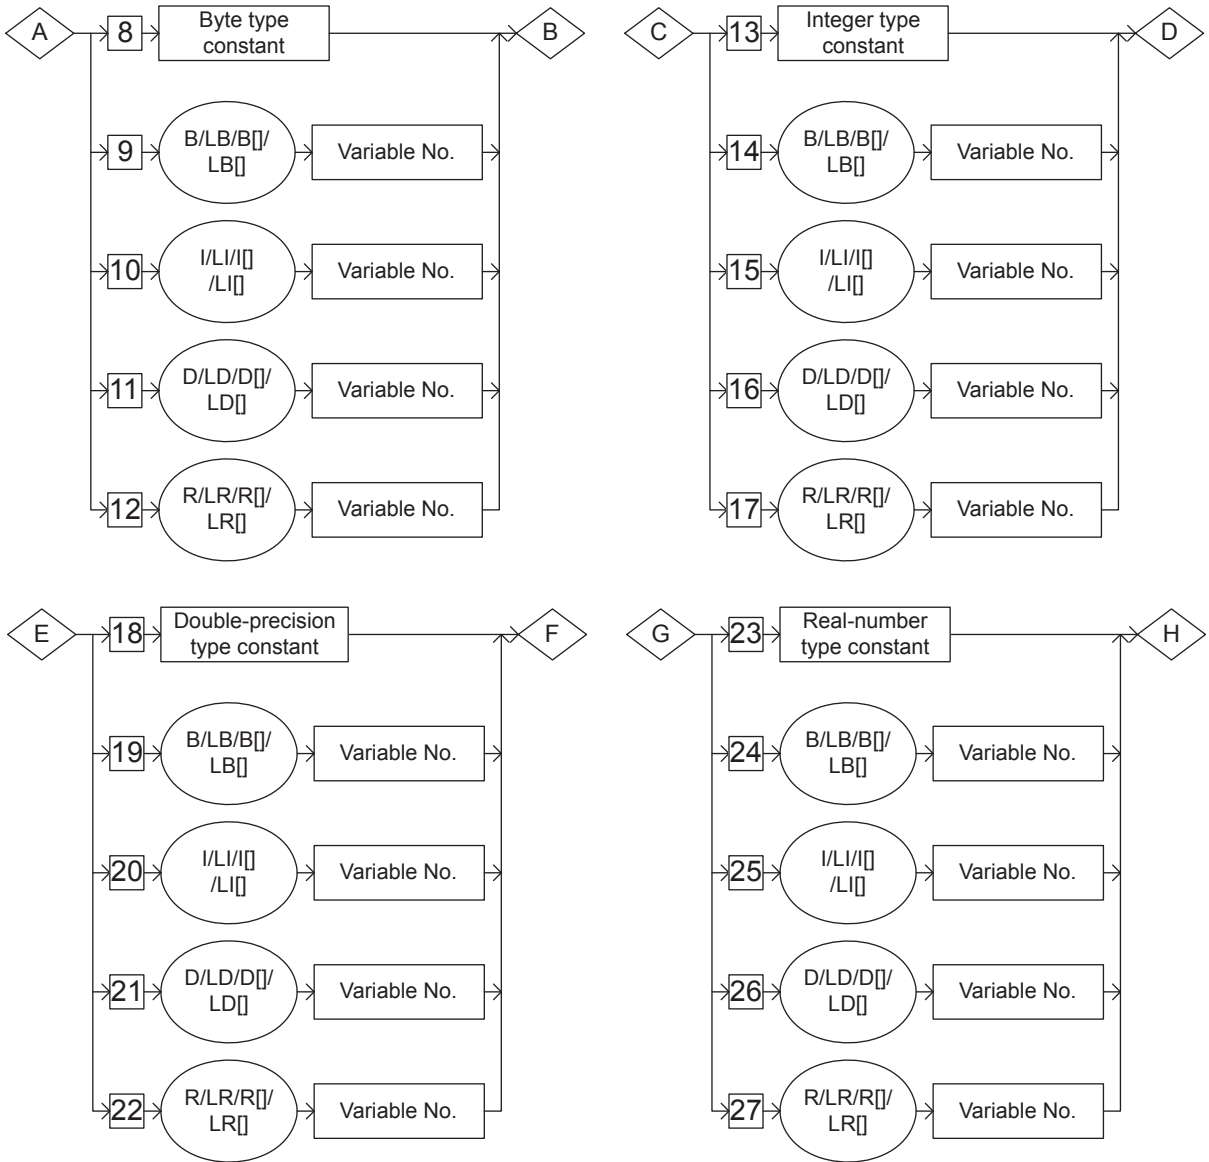 A
8
Byte type
constant
B
9
B/LB/B[]/
LB[]
Variable No.
10
I/LI/I[]
/LI[]
Variable No.
11
D/LD/D[]/
LD[]
Variable No.
12
R/LR/R[]/
LR[]
Variable No.
C
13
Integer type
constant
D
14
B/LB/B[]/
LB[]
Variable No.
15
I/LI/I[]
/LI[]
Variable No.
16
D/LD/D[]/
LD[]
Variable No.
17
R/LR/R[]/
LR[]
Variable No.
E
18
Double-precision
type constant
F
19
B/LB/B[]/
LB[]
Variable No.
20
I/LI/I[]
/LI[]
Variable No.
21
D/LD/D[]/
LD[]
Variable No.
22
R/LR/R[]/
LR[]
Variable No.
G
23
Real-number
type constant
H
24
B/LB/B[]/
LB[]
Variable No.
25
I/LI/I[]
/LI[]
Variable No.
26
D/LD/D[]/
LD[]
Variable No.
27
R/LR/R[]/
LR[]
Variable No.